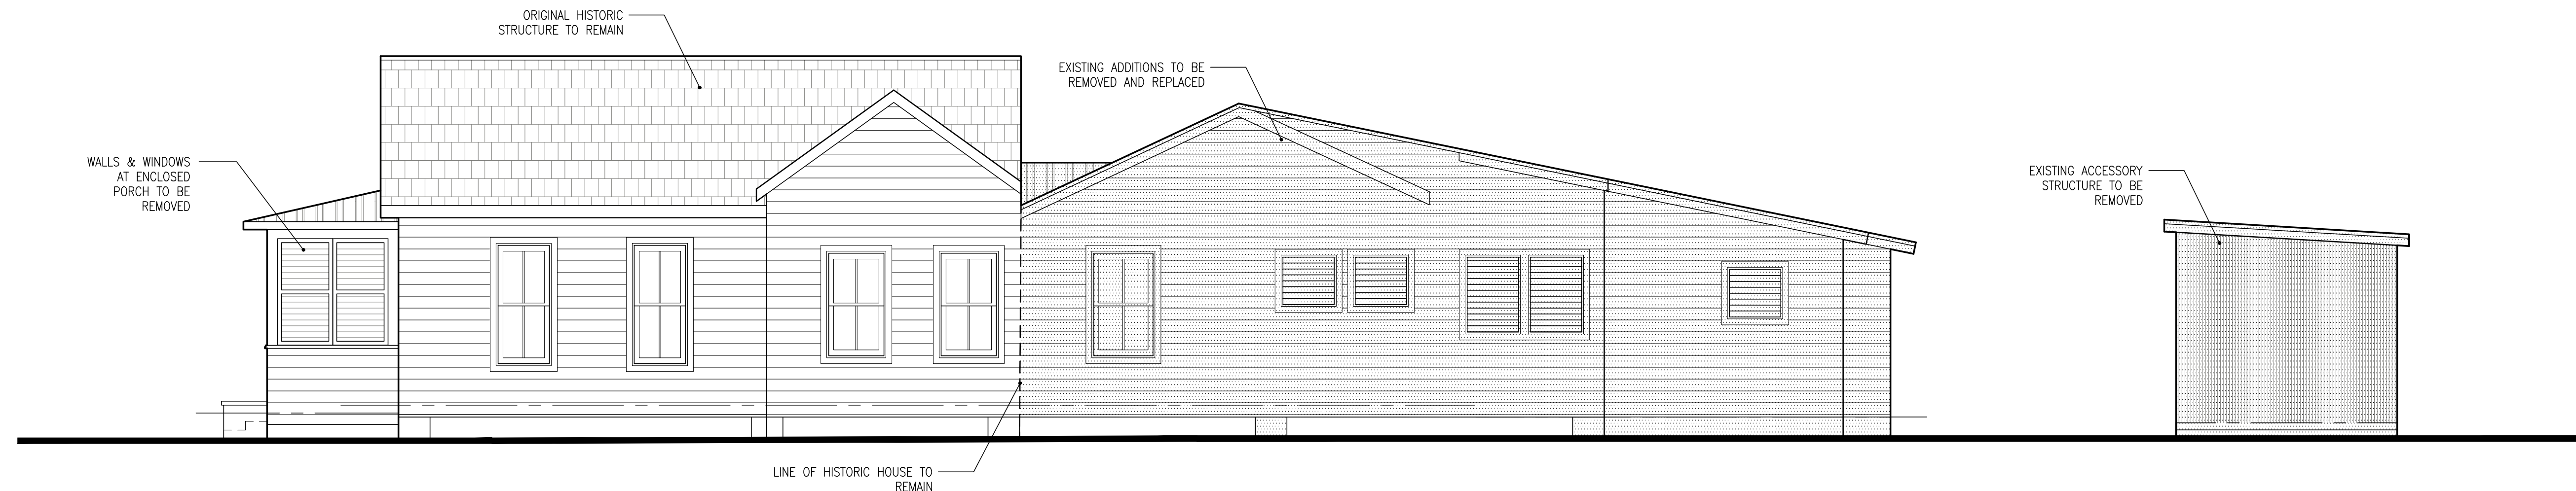 ORIGINAL HISTORIC
STRUCTURE TO REMAIN
EXISTING ADDITIONS TO BE
REMOVED AND REPLACED
WALLS & WINDOWS
AT ENCLOSED
PORCH TO BE
REMOVED
EXISTING ACCESSORY
STRUCTURE TO BE
REMOVED
LINE OF HISTORIC HOUSE TO
REMAIN